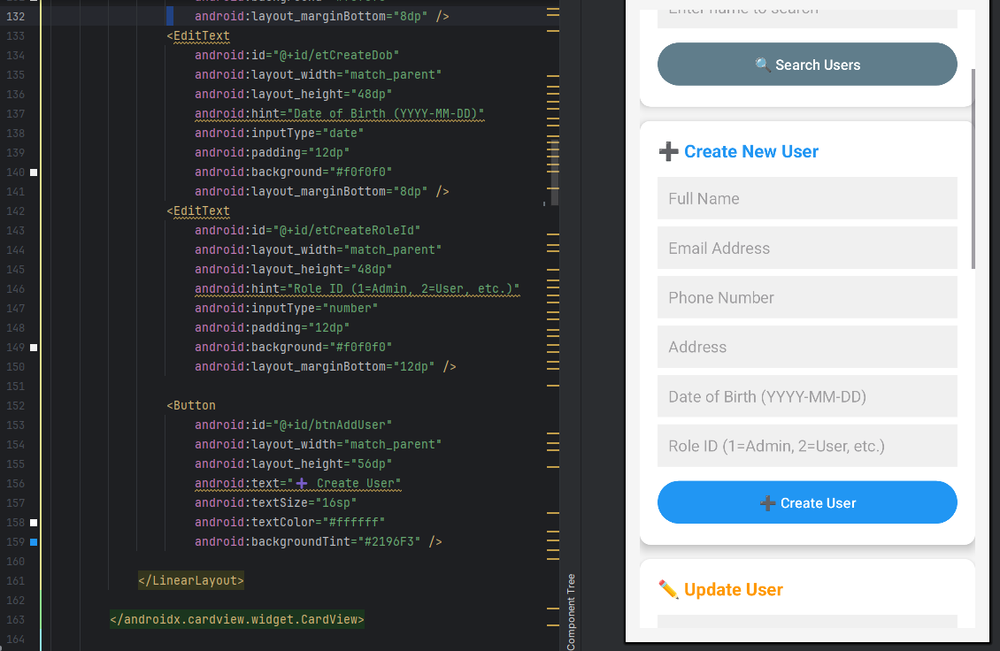 132 android:layout_marginBottom="8dp" />
133 <EditText
134 android:id="@+id/etCreateDob"
135 android:layout_width="match_parent"
136 android:layout_height="48dp"
137 android:hint="Date of Birth (YYYY-MM-DD)"
138 android:inputType="date"
139 android:padding="12dp"
140 android:background="#f0f0f0"
141 android:layout_marginBottom="8dp" />
142 <EditText
143 android:id="@+id/etCreateRoleId"
144 android:layout_width="match_parent"
145 android:layout_height="48dp"
146 android:hint="Role ID (1=Admin, 2=User, etc.)"
147 android:inputType="number"
148 android:padding="12dp"
149 android:background="#f0f0f0"
150 android:layout_marginBottom="12dp" />
151
152 <Button
153 android:id="@+id/btnAddUser"
154 android:layout_width="match_parent"
155 android:layout_height="56dp"
156 android:text="➕ Create User"
157 android:textSize="16sp"
158 android:textColor="#ffffff"
159 android:backgroundTint="#2196F3" />
160
161 </LinearLayout>
162
163 </androidx.cardview.widget.CardView>
164
Component Tree
Enter name to search
🔍 Search Users
➕ Create New User
Full Name
Email Address
Phone Number
Address
Date of Birth (YYYY-MM-DD)
Role ID (1=Admin, 2=User, etc.)
➕ Create User
✏️ Update User